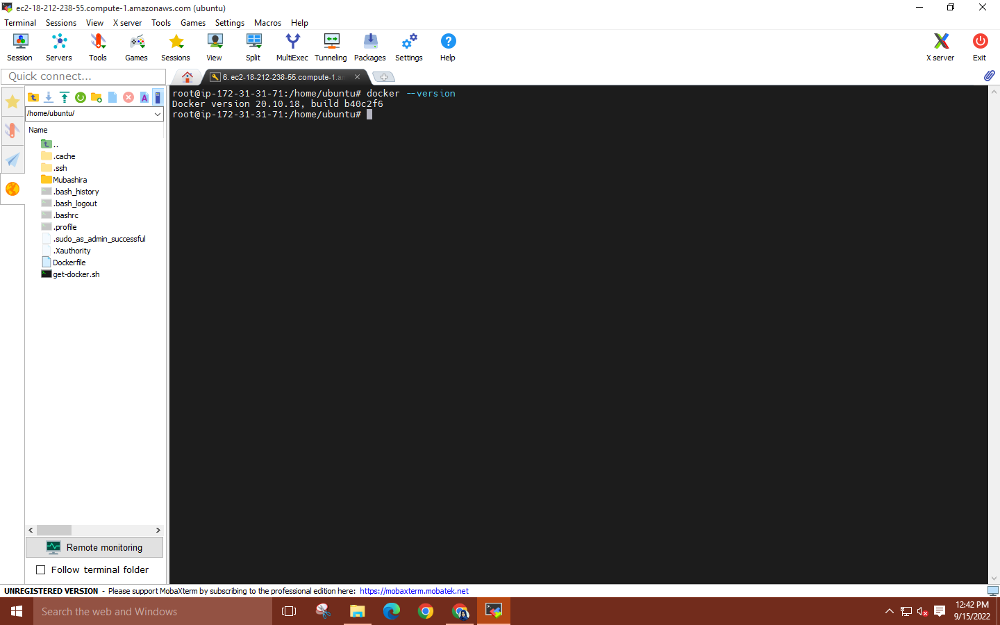 ec2-18-212-238-55.compute-1.amazonaws.com (ubuntu)
Terminal Sessions View X server Tools Games Settings Macros Help
Session Servers Tools Games Sessions View Split MultiExec Tunneling Packages Settings Help X server Exit
Quick connect...
6. ec2-18-212-238-55.compute-1.a
/home/ubuntu/
Name
..
.cache
.ssh
Mubashira
.bash_history
.bash_logout
.bashrc
.profile
.sudo_as_admin_successful
.Xauthority
Dockerfile
get-docker.sh
root@ip-172-31-31-71:/home/ubuntu# docker --version
Docker version 20.10.18, build b40c2f6
root@ip-172-31-31-71:/home/ubuntu#
Remote monitoring
Follow terminal folder
UNREGISTERED VERSION - Please support MobaXterm by subscribing to the professional edition here: https://mobaxterm.mobatek.net
Search the web and Windows
12:42 PM
9/15/2022